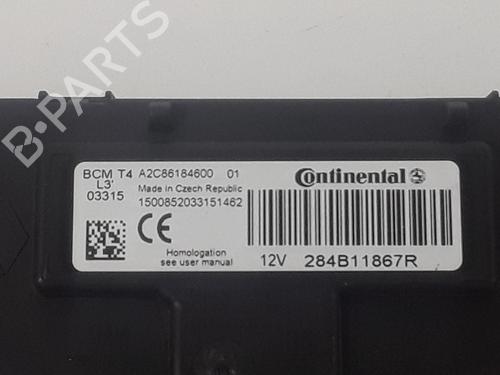 B-PARTS
BCM T4 A2C86184600 01
L3'
03315
Made in Czech Republic
1500852033151462
Continental
CE
Homologation
see user manual
12V 284B11867R